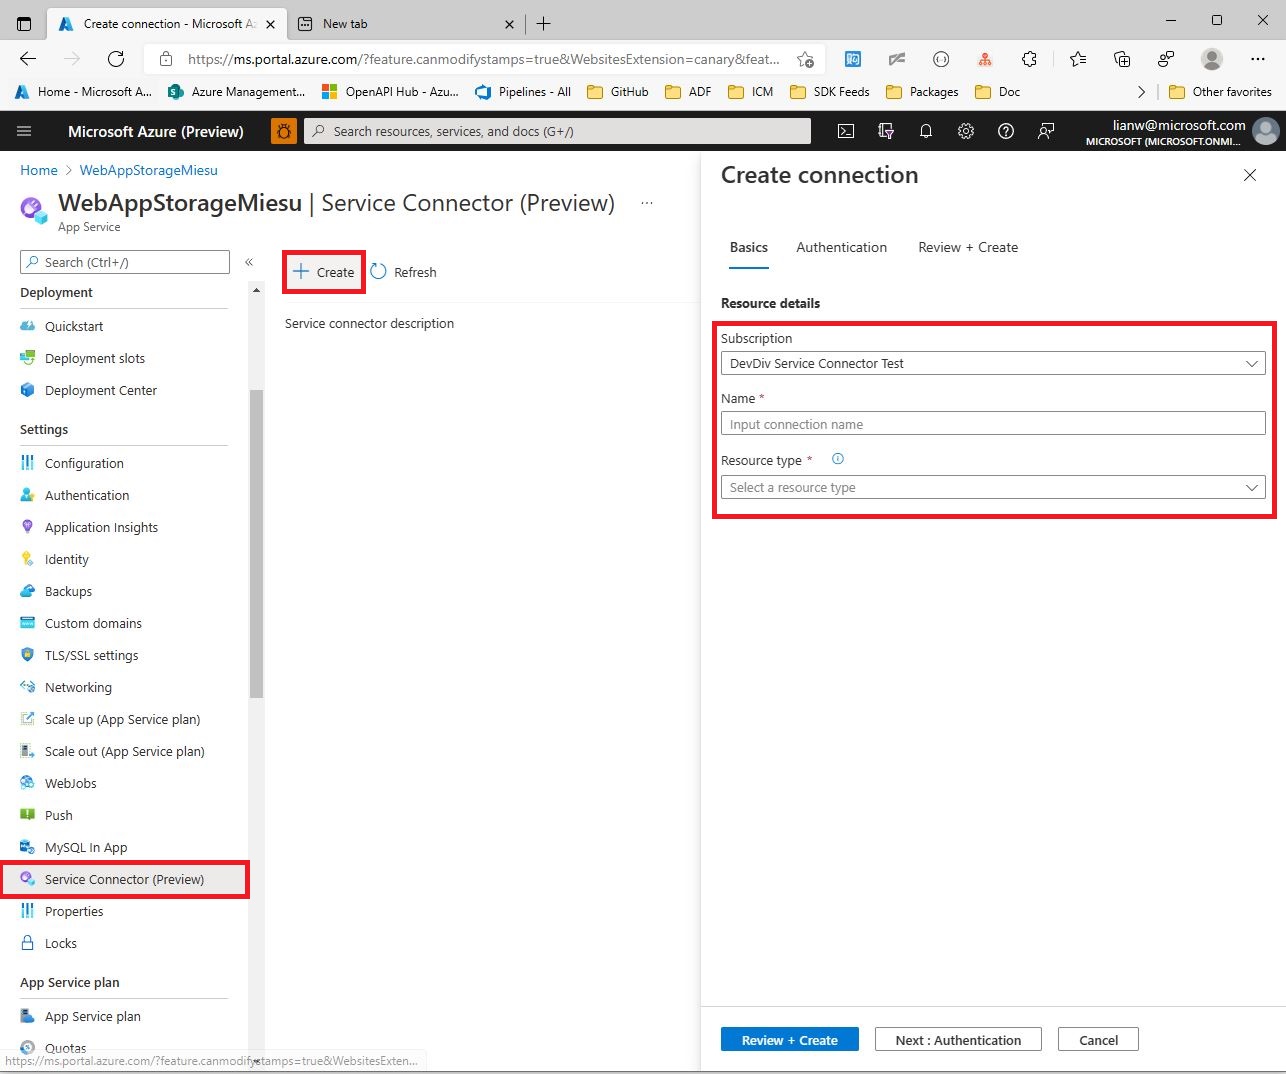 Create connection - Microsoft Az
New tab
https://ms.portal.azure.com/?feature.canmodifystamps=true&WebsitesExtension=canary&feat...
Home - Microsoft A...
Azure Management...
OpenAPI Hub - Azu...
Pipelines - All
GitHub
ADF
ICM
SDK Feeds
Packages
Doc
Other favorites
Microsoft Azure (Preview)
Search resources, services, and docs (G+/)
lianw@microsoft.com
MICROSOFT (MICROSOFT.ONMI...
Home > WebAppStorageMiesu
WebAppStorageMiesu | Service Connector (Preview) ...
App Service
Search (Ctrl+/)
«
Deployment
Quickstart
Deployment slots
Deployment Center
Settings
Configuration
Authentication
Application Insights
Identity
Backups
Custom domains
TLS/SSL settings
Networking
Scale up (App Service plan)
Scale out (App Service plan)
WebJobs
Push
MySQL In App
Service Connector (Preview)
Properties
Locks
App Service plan
App Service plan
Quotas
https://ms.portal.azure.com/?feature.canmodifystamps=true&WebsitesExten...
Create
Refresh
Service connector description
Create connection
Basics
Authentication
Review + Create
Resource details
Subscription
DevDiv Service Connector Test
Name *
Input connection name
Resource type *
Select a resource type
Review + Create
Next : Authentication
Cancel